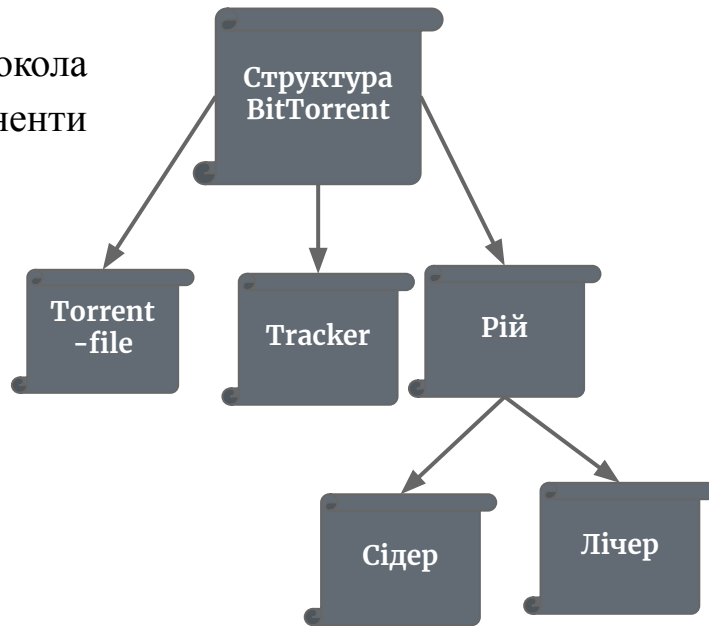 окола
ненти
Структура
BitTorrent
Torrent
-file
Tracker
Рій
Сідер
Лічер